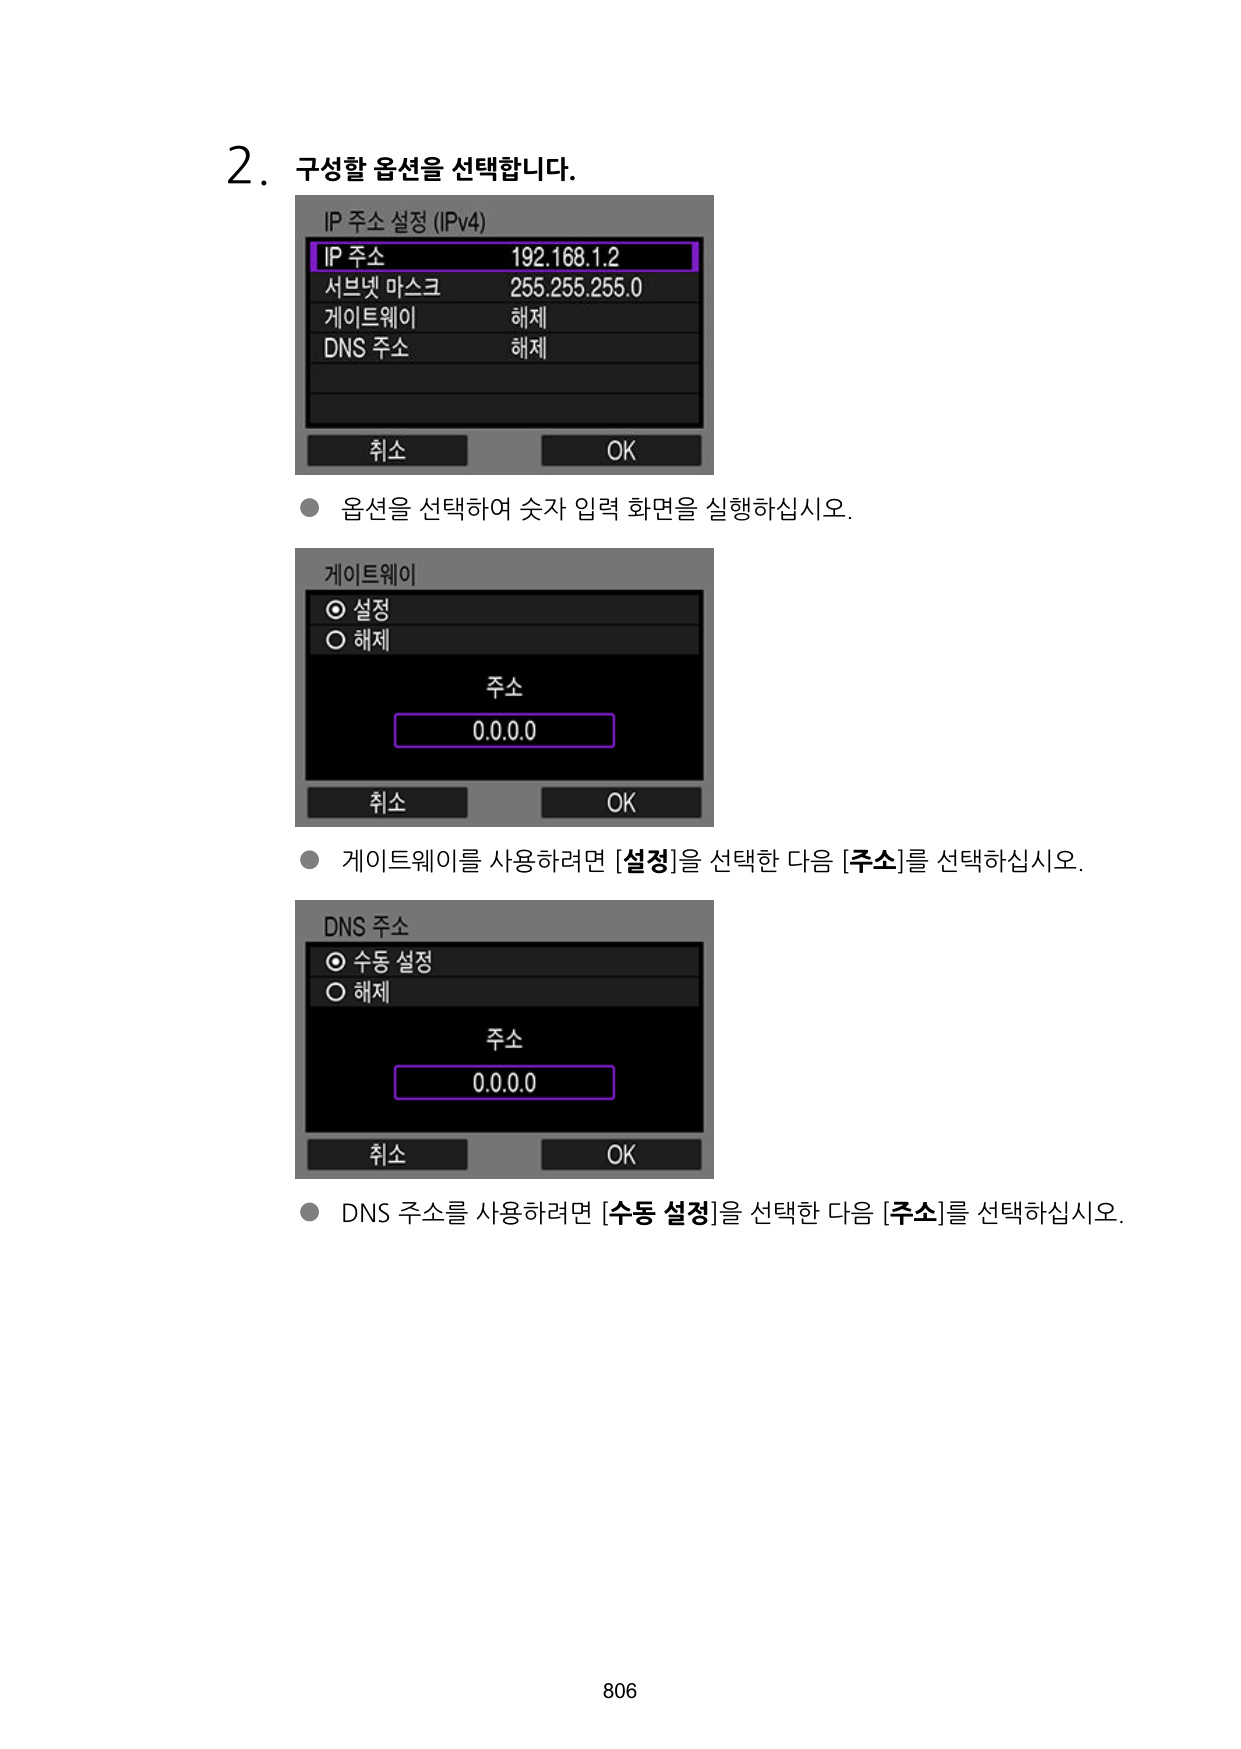 2. 구성할 옵션을 선택합니다.
IP 주소 설정 (IPv4)
IP 주소 192.168.1.2
서브넷 마스크 255.255.255.0
게이트웨이 해제
DNS 주소 해제
취소 OK
● 옵션을 선택하여 숫자 입력 화면을 실행하십시오.
게이트웨이
설정
해제
주소
0.0.0.0
취소 OK
● 게이트웨이를 사용하려면 [설정]을 선택한 다음 [주소]를 선택하십시오.
DNS 주소
수동 설정
해제
주소
0.0.0.0
취소 OK
● DNS 주소를 사용하려면 [수동 설정]을 선택한 다음 [주소]를 선택하십시오.
806